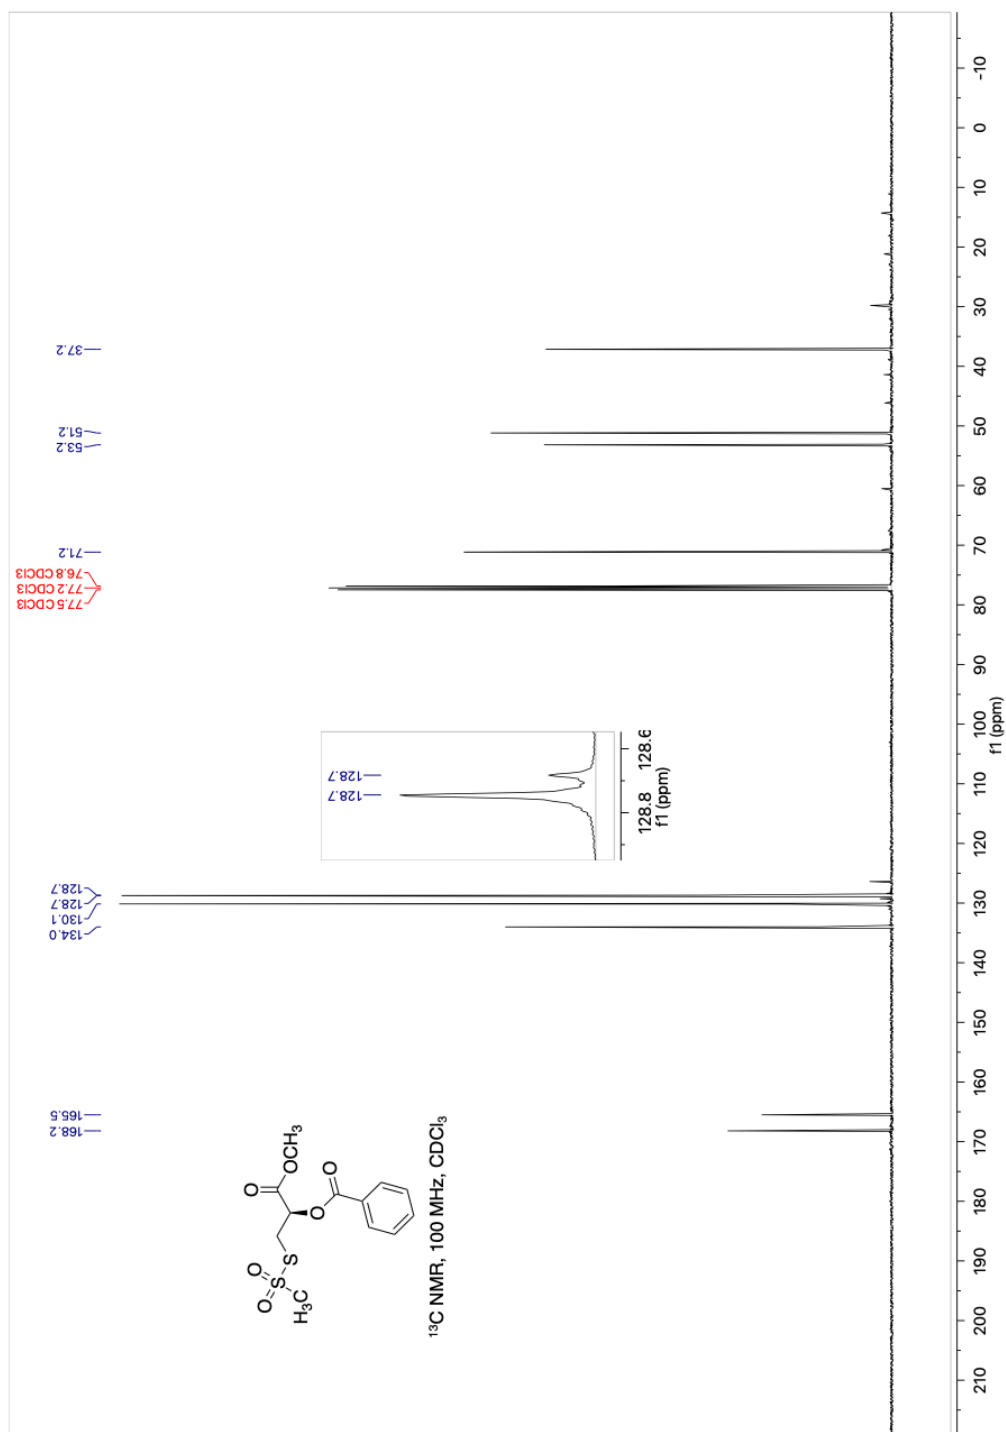 168.2
165.5
134.0
130.1
128.7
128.7
77.5 CDCl3
77.2 CDCl3
76.8 CDCl3
71.2
53.2
51.2
37.2
O
OCH₃
O
O
O
S
S
O
H₃C
¹³C NMR, 100 MHz, CDCl₃
128.7
128.7
128.8
128.6
f1 (ppm)
210
200
190
180
170
160
150
140
130
120
110
100
90
80
70
60
50
40
30
20
10
0
-10
f1 (ppm)